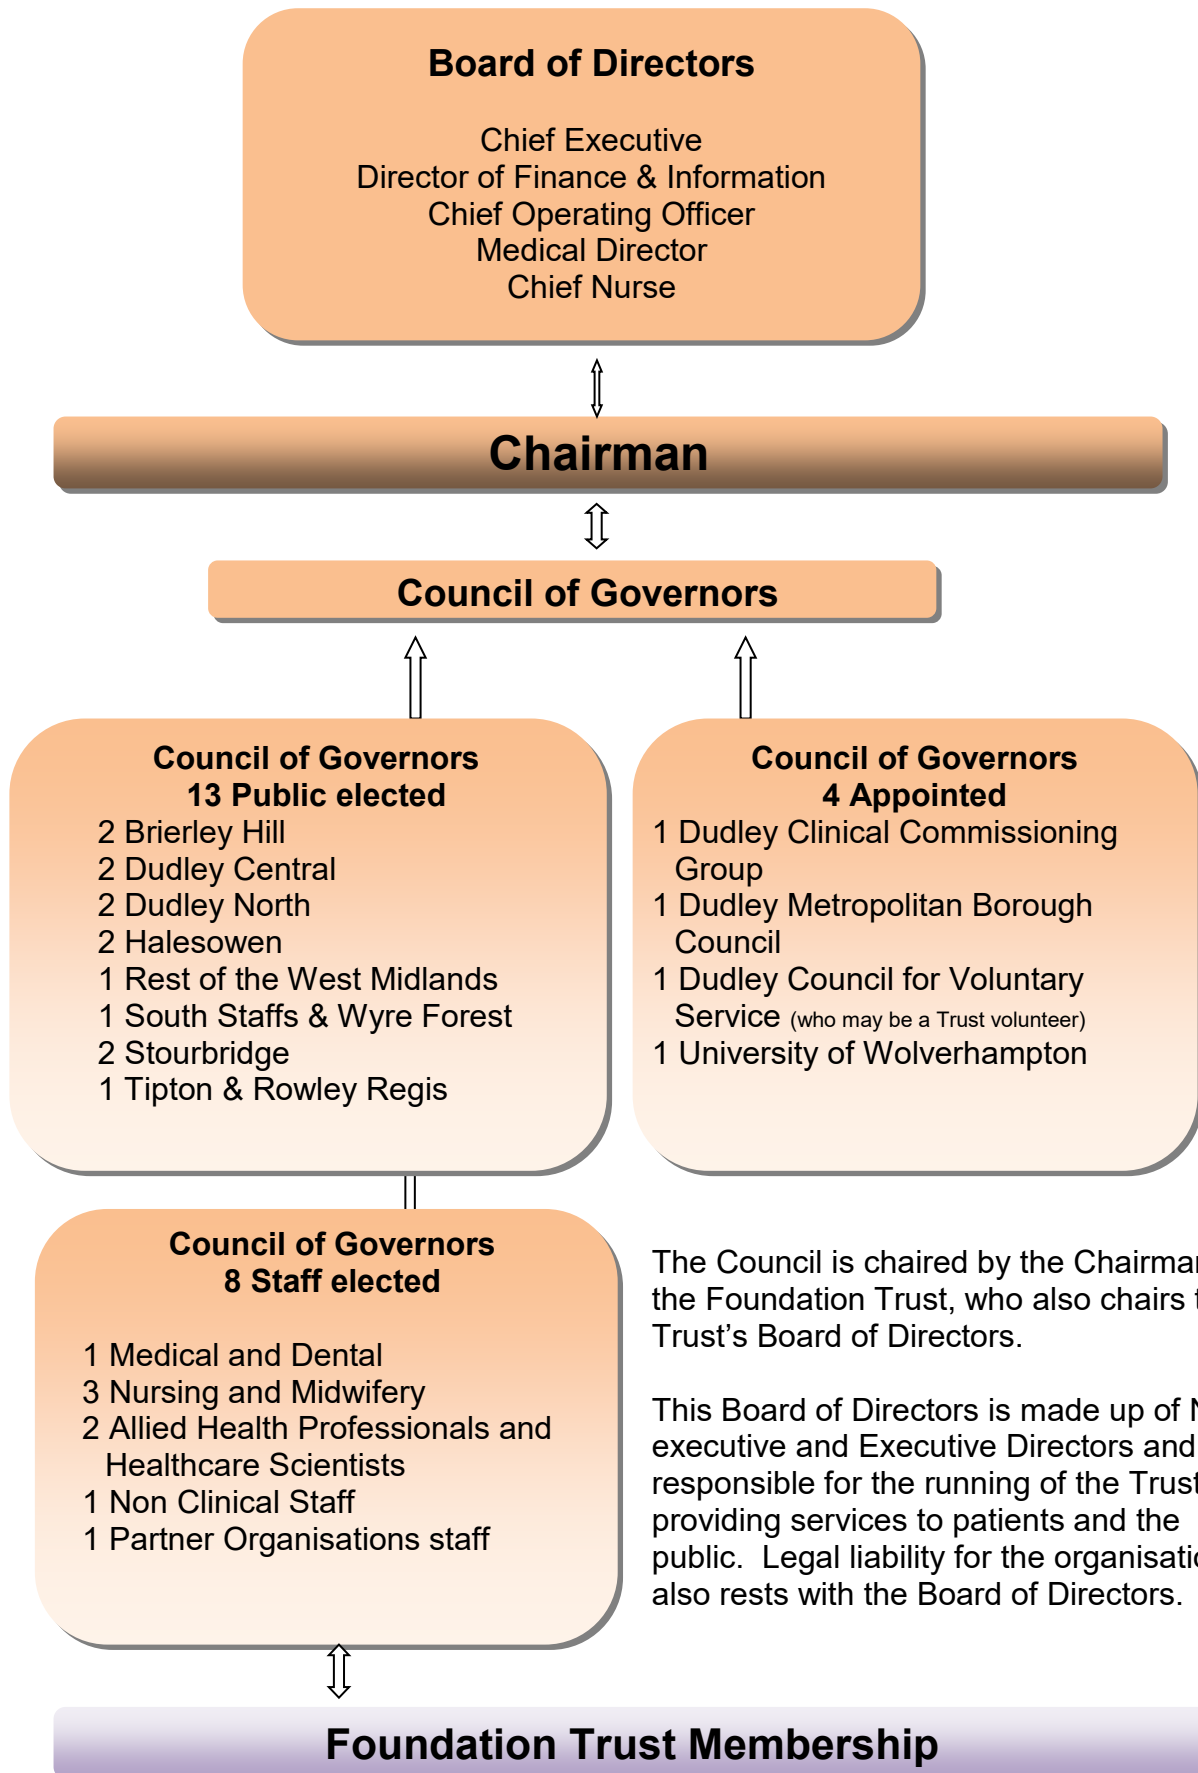 Board of Directors
Chief Executive
Director of Finance & Information
Chief Operating Officer
Medical Director
Chief Nurse
Chairman
Council of Governors
Council of Governors
13 Public elected
2 Brierley Hill
2 Dudley Central
2 Dudley North
2 Halesowen
1 Rest of the West Midlands
1 South Staffs & Wyre Forest
2 Stourbridge
1 Tipton & Rowley Regis
Council of Governors
4 Appointed
1 Dudley Clinical Commissioning
Group
1 Dudley Metropolitan Borough
Council
1 Dudley Council for Voluntary
Service (who may be a Trust volunteer)
1 University of Wolverhampton
Council of Governors
8 Staff elected
1 Medical and Dental
3 Nursing and Midwifery
2 Allied Health Professionals and
Healthcare Scientists
1 Non Clinical Staff
1 Partner Organisations staff
The Council is chaired by the Chairman
the Foundation Trust, who also chairs
Trust's Board of Directors.
This Board of Directors is made up of
executive and Executive Directors and
responsible for the running of the Trust
providing services to patients and the
public. Legal liability for the
also rests with the Board of Directors.
Foundation Trust Membership